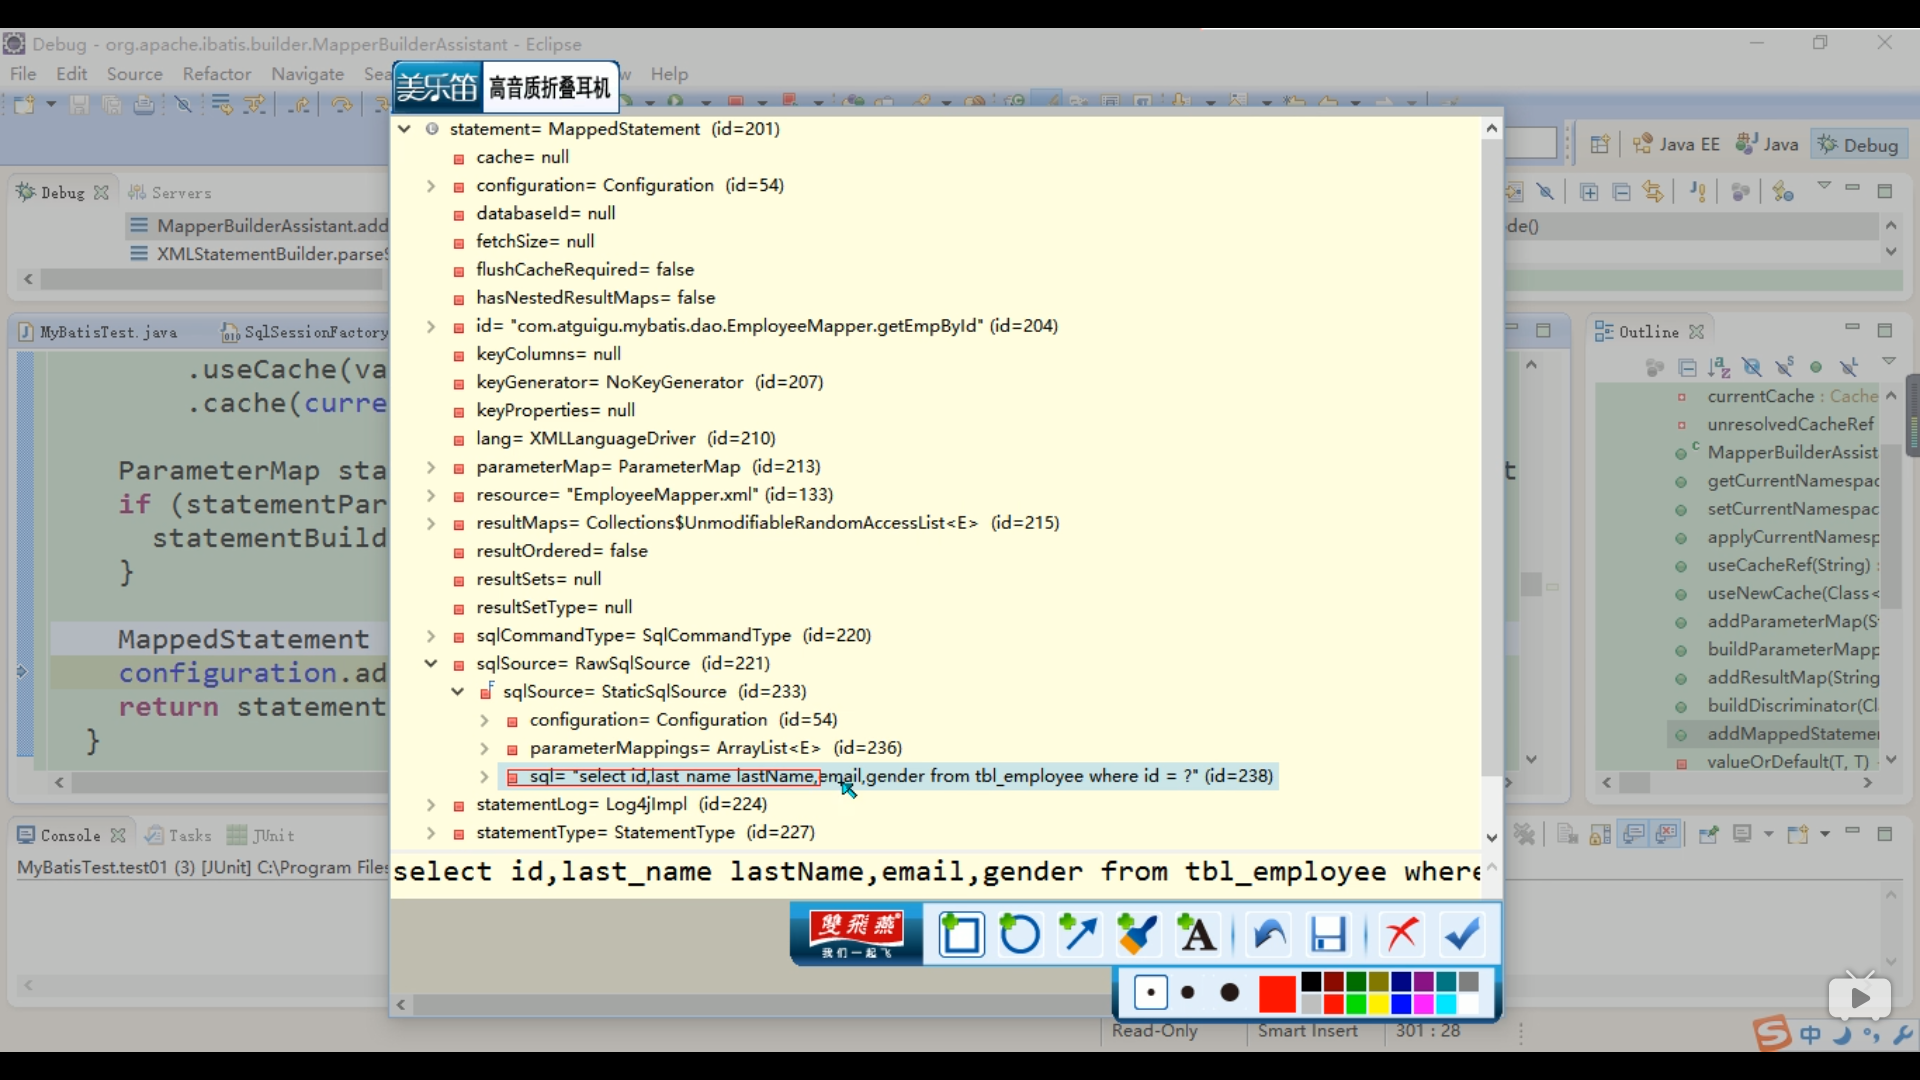 Debug - org.apache.ibatis.builder.MapperBuilderAssistant - Eclipse
File Edit Source Refactor Navigate Sea
w Help
美乐笛 高音质折叠耳机
Java EE Java Debug
Debug Servers
MapperBuilderAssistant.add
XMLStatementBuilder.parseS
de()
MyBatisTest.java SqlSessionFactory
.useCache(va
.cache(curre
ParameterMap sta
if (statementPar
statementBuild
}
MappedStatement
configuration.ad
return statement
}
t
statement= MappedStatement (id=201)
cache= null
configuration= Configuration (id=54)
databaseId= null
fetchSize= null
flushCacheRequired= false
hasNestedResultMaps= false
id= "com.atguigu.mybatis.dao.EmployeeMapper.getEmpById" (id=204)
keyColumns= null
keyGenerator= NoKeyGenerator (id=207)
keyProperties= null
lang= XMLLanguageDriver (id=210)
parameterMap= ParameterMap (id=213)
resource= "EmployeeMapper.xml" (id=133)
resultMaps= Collections$UnmodifiableRandomAccessList<E> (id=215)
resultOrdered= false
resultSets= null
resultSetType= null
sqlCommandType= SqlCommandType (id=220)
sqlSource= RawSqlSource (id=221)
sqlSource= StaticSqlSource (id=233)
configuration= Configuration (id=54)
parameterMappings= ArrayList<E> (id=236)
sql= "select id,last_name lastName,email,gender from tbl_employee where id = ?" (id=238)
statementLog= Log4jImpl (id=224)
statementType= StatementType (id=227)
select id,last_name lastName,email,gender from tbl_employee where
Outline
currentCache : Cache
unresolvedCacheRef
MapperBuilderAssist
getCurrentNamespac
setCurrentNamespac
applyCurrentNamesp
useCacheRef(String) :
useNewCache(Class<
addParameterMap(St
buildParameterMapp
addResultMap(String
buildDiscriminator(Cl
addMappedStatemen
valueOrDefault(T, T)
Console Tasks JUnit
MyBatisTest.test01 (3) [JUnit] C:\Program Files
雙飛燕
我们一起飞
A
Read-Only Smart Insert 301 : 28
中